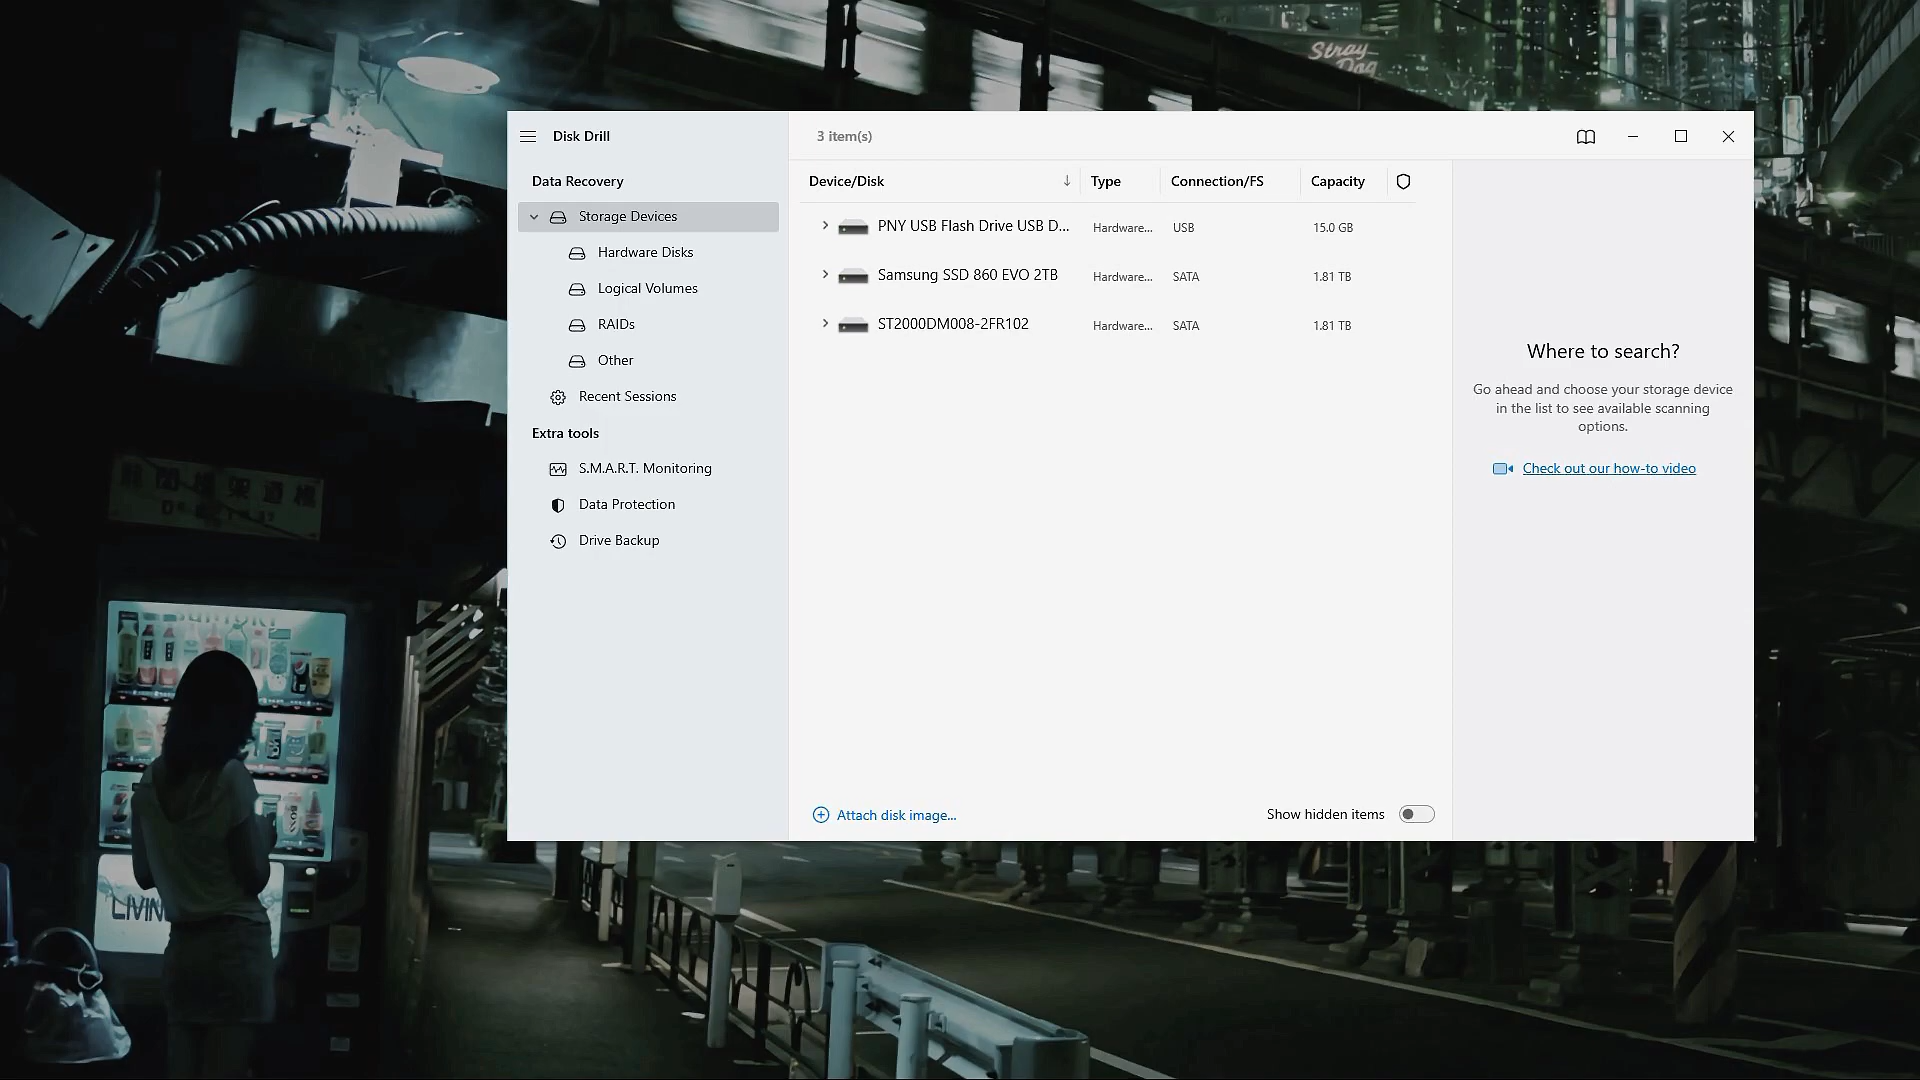 Stray
Dog
Disk Drill
3 item(s)
Data Recovery
Storage Devices
Hardware Disks
Logical Volumes
RAIDs
Other
Recent Sessions
Extra tools
S.M.A.R.T. Monitoring
Data Protection
Drive Backup
Device/Disk Type Connection/FS Capacity
PNY USB Flash Drive USB D... Hardware... USB 15.0 GB
Samsung SSD 860 EVO 2TB Hardware... SATA 1.81 TB
ST2000DM008-2FR102 Hardware... SATA 1.81 TB
Attach disk image...
Show hidden items
Where to search?
Go ahead and choose your storage device
in the list to see available scanning
options.
Check out our how-to video